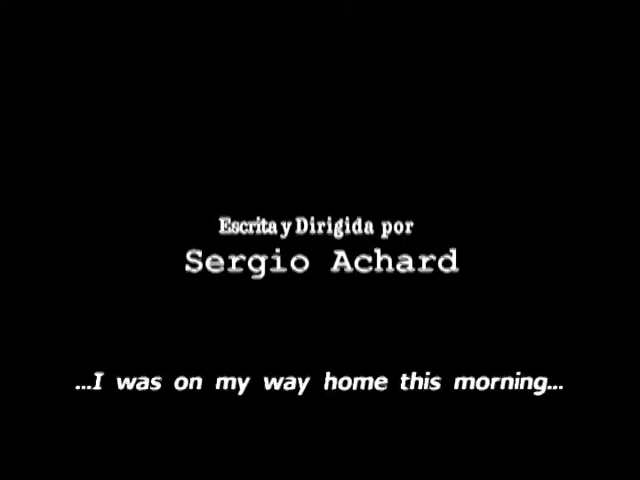 Escrita y Dirigida por
Sergio Achard
...I was on my way home this morning...